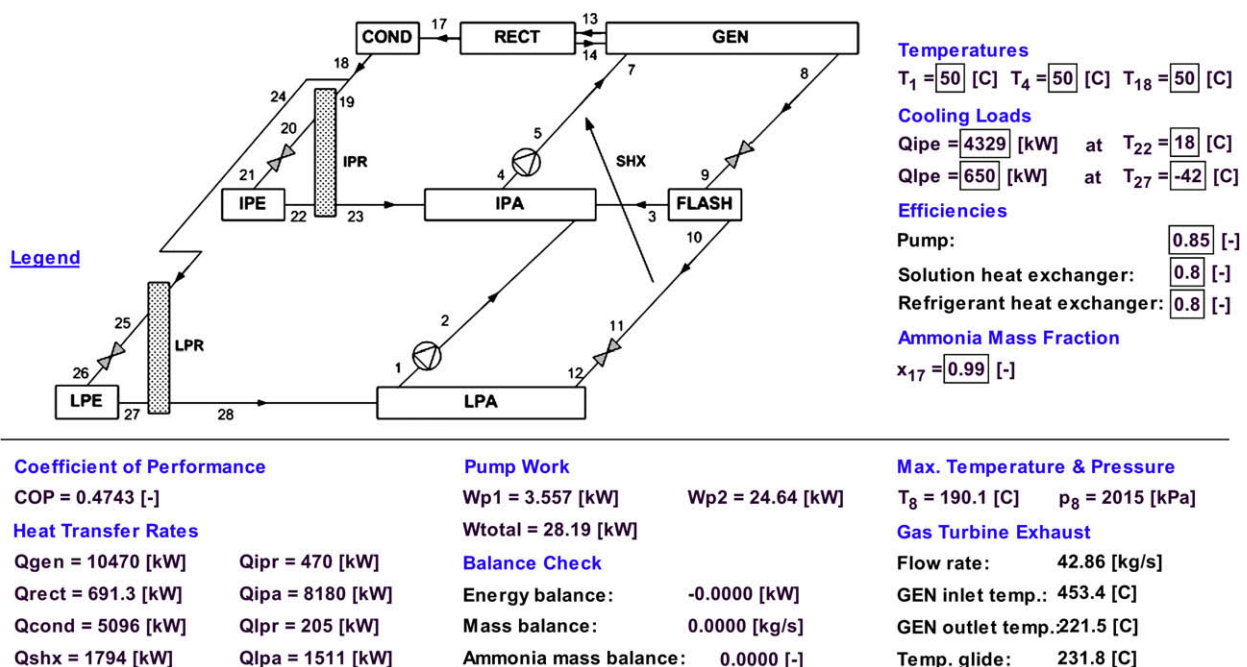 17
13
COND
RECT
GEN
14
18
7
8
24
19
20
5
IPR
SHX
4
9
21
IPE
22
23
IPA
3
FLASH
10
Legend
2
25
11
LPR
1
26
12
LPE
27
28
LPA
Temperatures
T1 = 50 [C] T4 = 50 [C] T18 = 50 [C]
Cooling Loads
Qipe = 4329 [kW] at T22 = 18 [C]
Qlpe = 650 [kW] at T27 = -42 [C]
Efficiencies
Pump: 0.85 [-]
Solution heat exchanger: 0.8 [-]
Refrigerant heat exchanger: 0.8 [-]
Ammonia Mass Fraction
x17 = 0.99 [-]
Coefficient of Performance
COP = 0.4743 [-]
Heat Transfer Rates
Qgen = 10470 [kW] Qipr = 470 [kW]
Qrect = 691.3 [kW] Qipa = 8180 [kW]
Qcond = 5096 [kW] Qlpr = 205 [kW]
Qshx = 1794 [kW] Qlpa = 1511 [kW]
Pump Work
Wp1 = 3.557 [kW] Wp2 = 24.64 [kW]
Wtotal = 28.19 [kW]
Balance Check
Energy balance: -0.0000 [kW]
Mass balance: 0.0000 [kg/s]
Ammonia mass balance: 0.0000 [-]
Max. Temperature & Pressure
T8 = 190.1 [C] p8 = 2015 [kPa]
Gas Turbine Exhaust
Flow rate: 42.86 [kg/s]
GEN inlet temp.: 453.4 [C]
GEN outlet temp.: 221.5 [C]
Temp. glide: 231.8 [C]